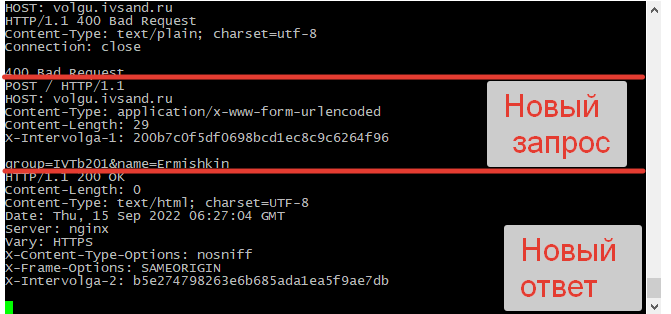 HOST: volgu.ivsand.ru
HTTP/1.1 400 Bad Request
Content-Type: text/plain; charset=utf-8
Connection: close
400 Bad Request
POST / HTTP/1.1
HOST: volgu.ivsand.ru
Content-Type: application/x-www-form-urlencoded
Content-Length: 29
X-Intervolga-1: 200b7c0f5df0698bcd1ec8c9c6264f96
Новый
запрос
group=IVTb201&name=Ermishkin
HTTP/1.1 200 OK
Content-Length: 0
Content-Type: text/html; charset=UTF-8
Date: Thu, 15 Sep 2022 06:27:04 GMT
Server: nginx
Vary: HTTPS
X-Content-Type-Options: nosniff
X-Frame-Options: SAMEORIGIN
X-Intervolga-2: b5e274798263e6b685ada1ea5f9ae7db
Новый
ответ